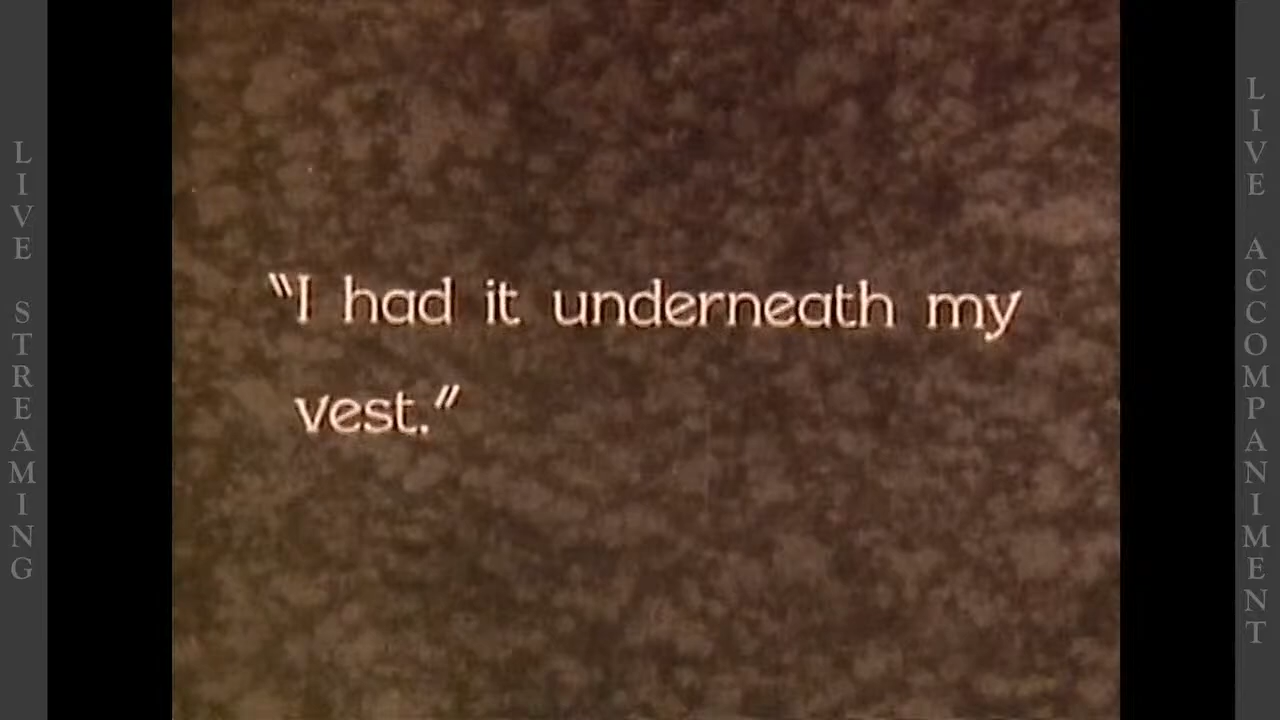 LIVE STREAMING
“I had it underneath my
vest.”
LIVE ACCOMPANIMENT